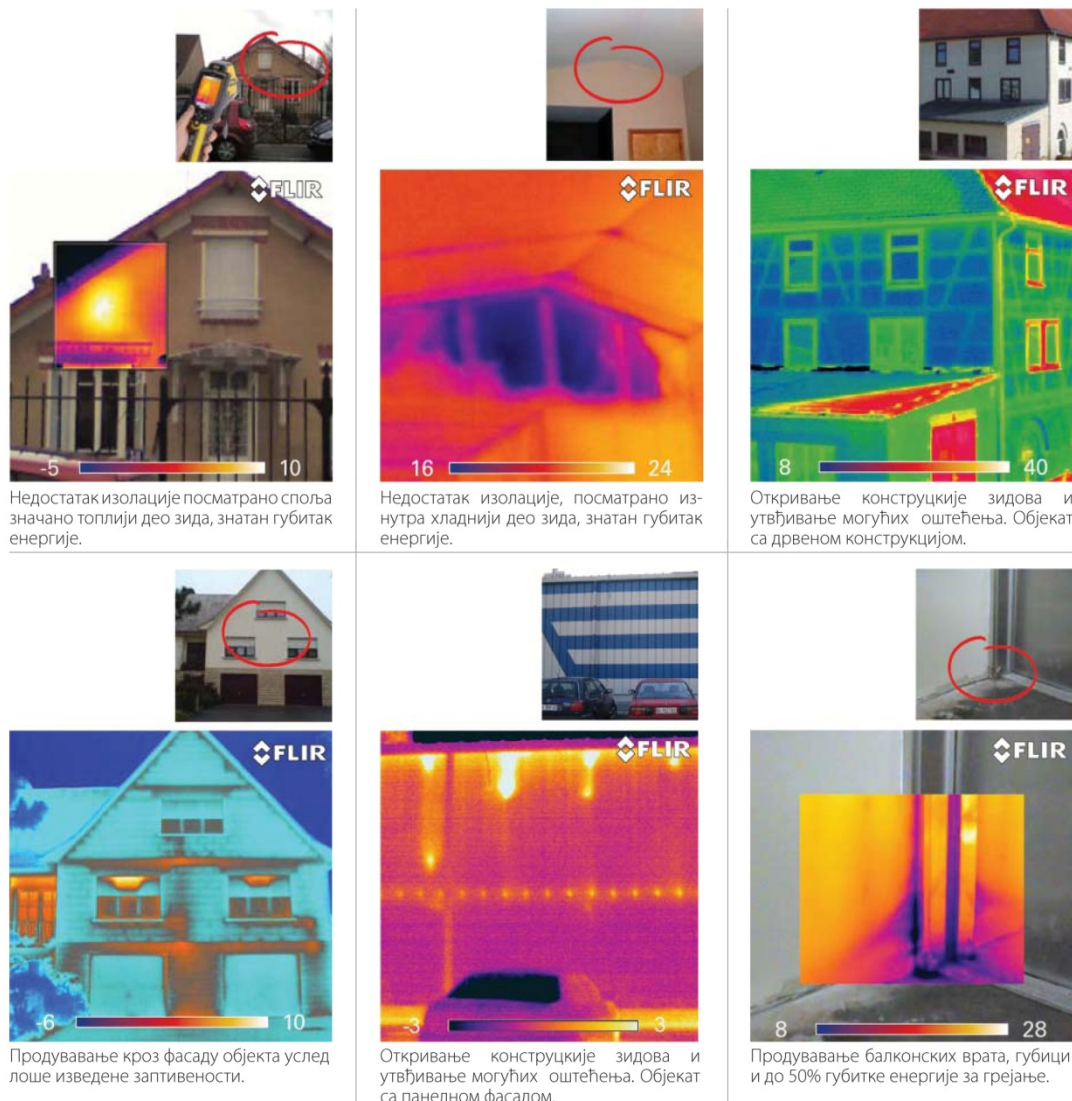 FLIR
-5 10
Недостатак изолације посматрано споља
значано топлији део зида, знатан губитак
енергије.
FLIR
16 24
Недостатак изолације, посматрано из-
нутра хладнији део зида, знатан губитак
енергије.
FLIR
8 40
Откривање конструцкије зидова и
утвђивање могућих оштећења. Објекат
са дрвеном конструкцијом.
FLIR
-6 10
Продувавање кроз фасаду објекта услед
лоше изведене заптивености.
FLIR
-3 3
Откривање конструцкије зидова и
утвђивање могућих оштећења. Објекат
са панелном фасадом.
FLIR
8 28
Продувавање балконских врата, губици
и до 50% губитке енергије за грејање.